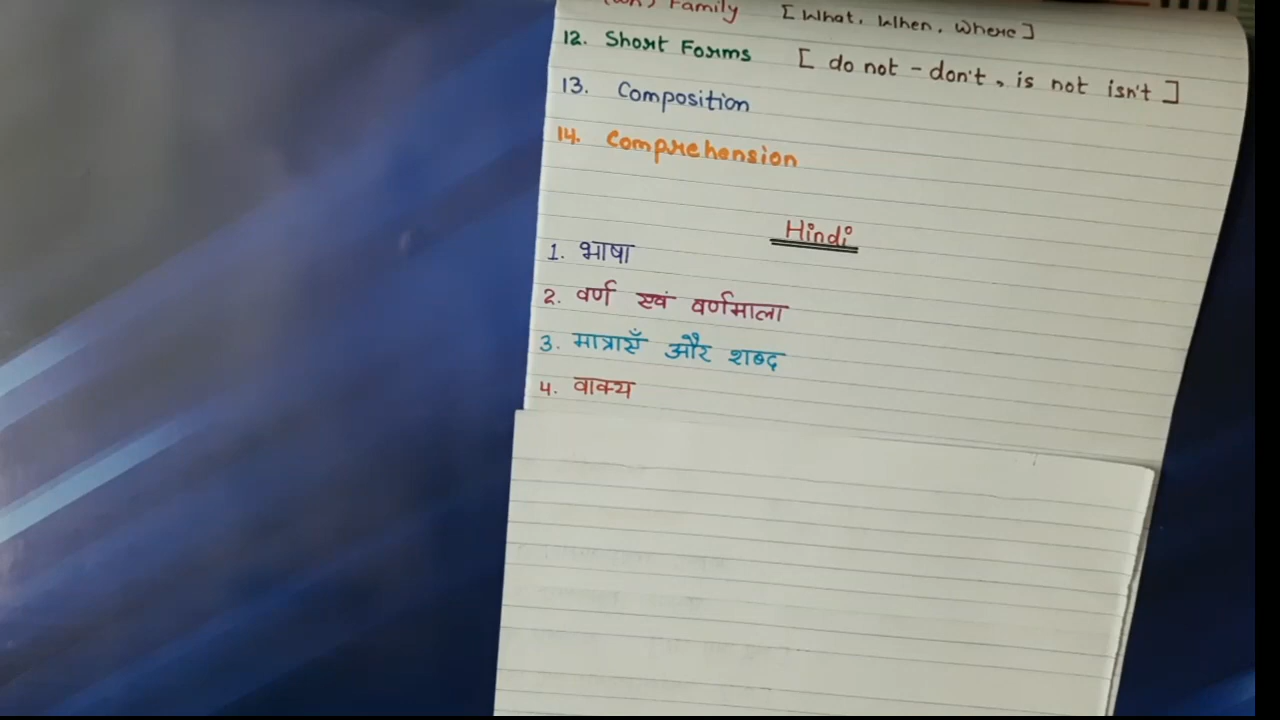 (Wh) Family [What, When, Where]
12. Short Forms [do not - don't, is not isn't]
13. Composition
14. Comprehension
Hindi
1. भाषा
2. वर्ण एवं वर्णमाला
3. मात्राएँ और शब्द
4. वाक्य